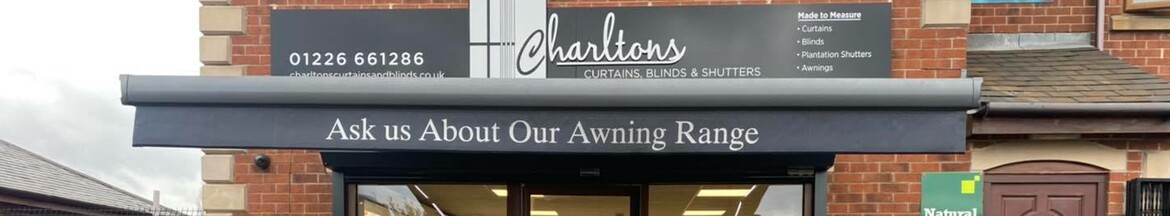 01226 661286
charltonscurtainsandblinds.co.uk
Charltons
CURTAINS, BLINDS & SHUTTERS
Made to Measure
• Curtains
• Blinds
• Plantation Shutters
• Awnings
Ask us About Our Awning Range
Natural